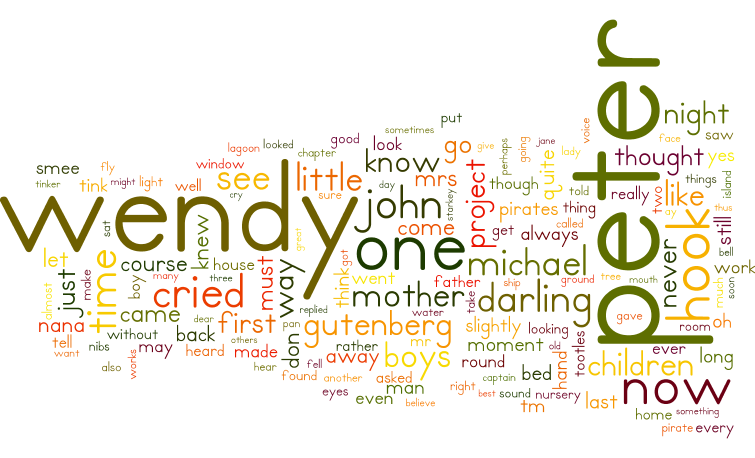 wendy
peter
one
now
hook
john
michael
darling
mother
cried
gutenberg
little
time
see
boys
children
know
like
night
thought
project
first
way
come
came
must
just
go
mrs
look
good
sometimes
put
looked
lagoon
chapter
window
smee
fly
tinker
tink
might
light
well
cry
sure
day
starkey
though
perhaps
give
going
jane
quite
lady
voice
face
saw
yes
things
island
told
really
two
ay
thus
still
bell
pirates
thing
called
get
always
never
work
let
sat
course
knew
house
great
got
think
went
father
take
ship
ground
tree
mouth
much
soon
almost
make
boy
many
three
replied
water
slightly
looking
gave
room
oh
nana
tell
want
nibs
without
may
back
dear
others
heard
made
hear
don
pan
fell
rather
mr
away
moment
old
tootles
ever
long
also
works
found
another
asked
round
bed
hand
eyes
even
man
believe
right
captain
best
sound
nursery
tm
last
home
something
pirate
every